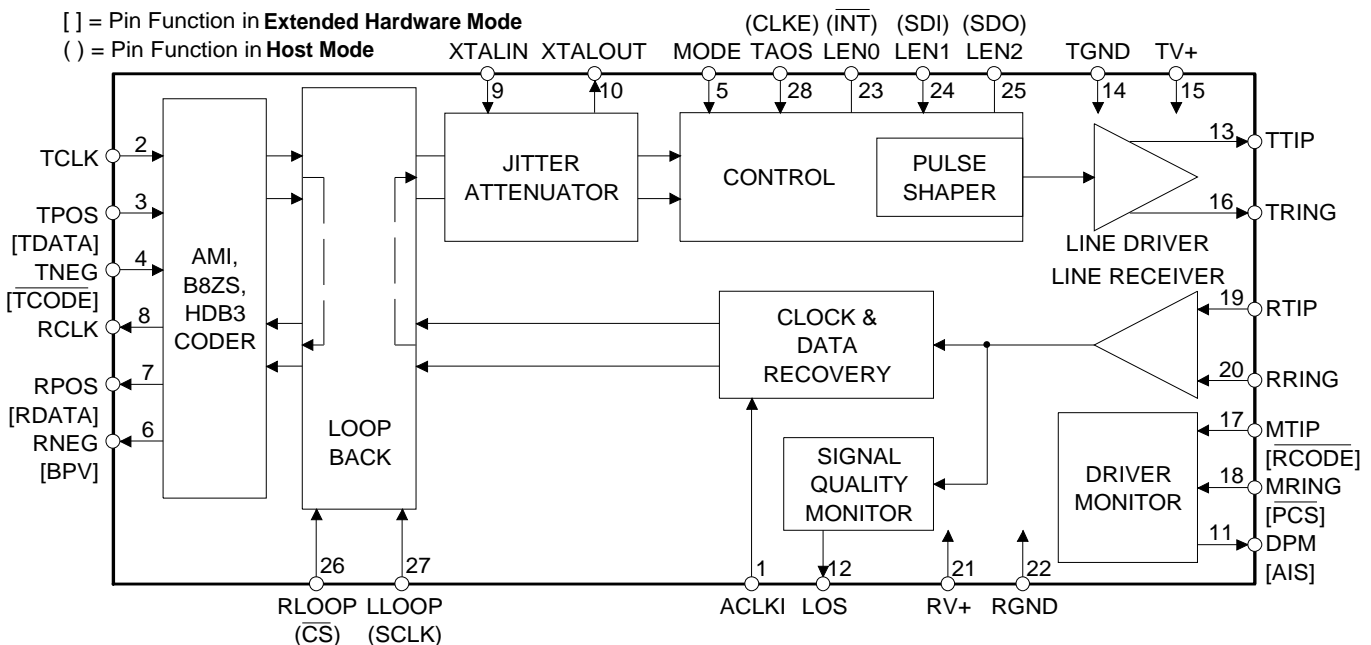 [ ] = Pin Function in Extended Hardware Mode
( ) = Pin Function in Host Mode
(CLKE) (I̅N̅T̅) (SDI) (SDO)
XTALIN XTALOUT MODE TAOS LEN0 LEN1 LEN2 TGND TV+
9 10 5 28 23 24 25 14 15
TCLK 2
TPOS 3
[TDATA]
TNEG 4
[T̅C̅O̅D̅E̅]
RCLK 8
RPOS 7
[RDATA]
RNEG 6
[BPV]
AMI,
B8ZS,
HDB3
CODER
LOOP
BACK
JITTER
ATTENUATOR
CONTROL
PULSE
SHAPER
LINE DRIVER
LINE RECEIVER
13 TTIP
16 TRING
CLOCK &
DATA
RECOVERY
19 RTIP
20 RRING
SIGNAL
QUALITY
MONITOR
DRIVER
MONITOR
17 MTIP
[R̅C̅O̅D̅E̅]
18 MRING
[P̅C̅S̅]
11 DPM
[AIS]
26 27 1 12 21 22
RLOOP LLOOP ACLKI LOS RV+ RGND
(C̅S̅) (SCLK)